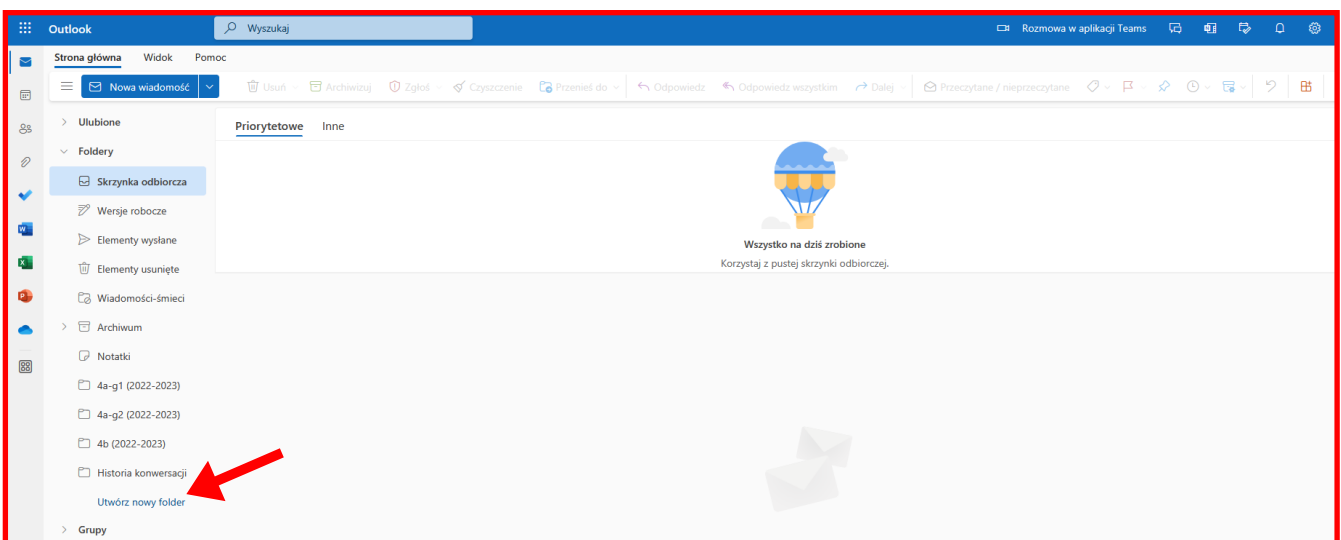 Outlook
Wyszukaj
Rozmowa w aplikacji Teams
Strona główna Widok Pomoc
Nowa wiadomość Usuń Archiwizuj Zgłoś Czyszczenie Przenieś do Odpowiedz Odpowiedz wszystkim Dalej Przeczytane / nieprzeczytane
Ulubione
Foldery
Skrzynka odbiorcza
Wersje robocze
Elementy wysłane
Elementy usunięte
Wiadomości-śmieci
Archiwum
Notatki
4a-g1 (2022-2023)
4a-g2 (2022-2023)
4b (2022-2023)
Historia konwersacji
Utwórz nowy folder
Grupy
Priorytetowe Inne
Wszystko na dziś zrobione
Korzystaj z pustej skrzynki odbiorczej.